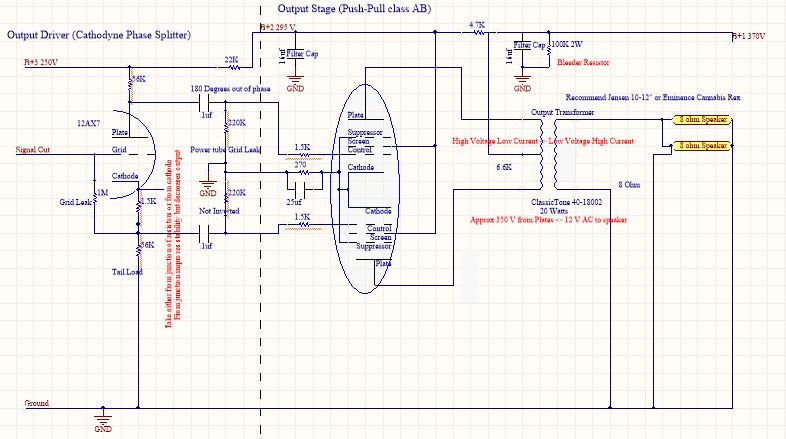 Output Stage (Push-Pull class AB)
Output Driver (Cathodyne Phase Splitter)
B+2 295 V
4.7K
B+1 370V
Filter Cap
Filter Cap
100K 2W
GND
GND
Bleeder Resistor
B+3 250V
22K
56K
180 Degrees out of phase
.1uf
220K
Power tube Grid Leak
12AX7
Plate
Grid
Cathode
Signal Out
1M
Grid Leak
1.5K
56K
Tail Load
GND
220K
Not Inverted
.1uf
1.5K
270
25uf
1.5K
Plate
Suppressor
Screen
Control
Cathode
Cathode
Control
Screen
Suppressor
Plate
Recommend Jensen 10-12" or Eminence Cannabis Rex
Output Transformer
8 ohm Speaker
8 ohm Speaker
High Voltage Low Current -- Low Voltage High Current
6.6K
8 Ohm
ClassicTone 40-18002
20 Watts
Approx 350 V from Plates -- 12 V AC to speaker
Take either from junction of resistors or from cathode
From junction improves stability but decreases output
Ground
GND